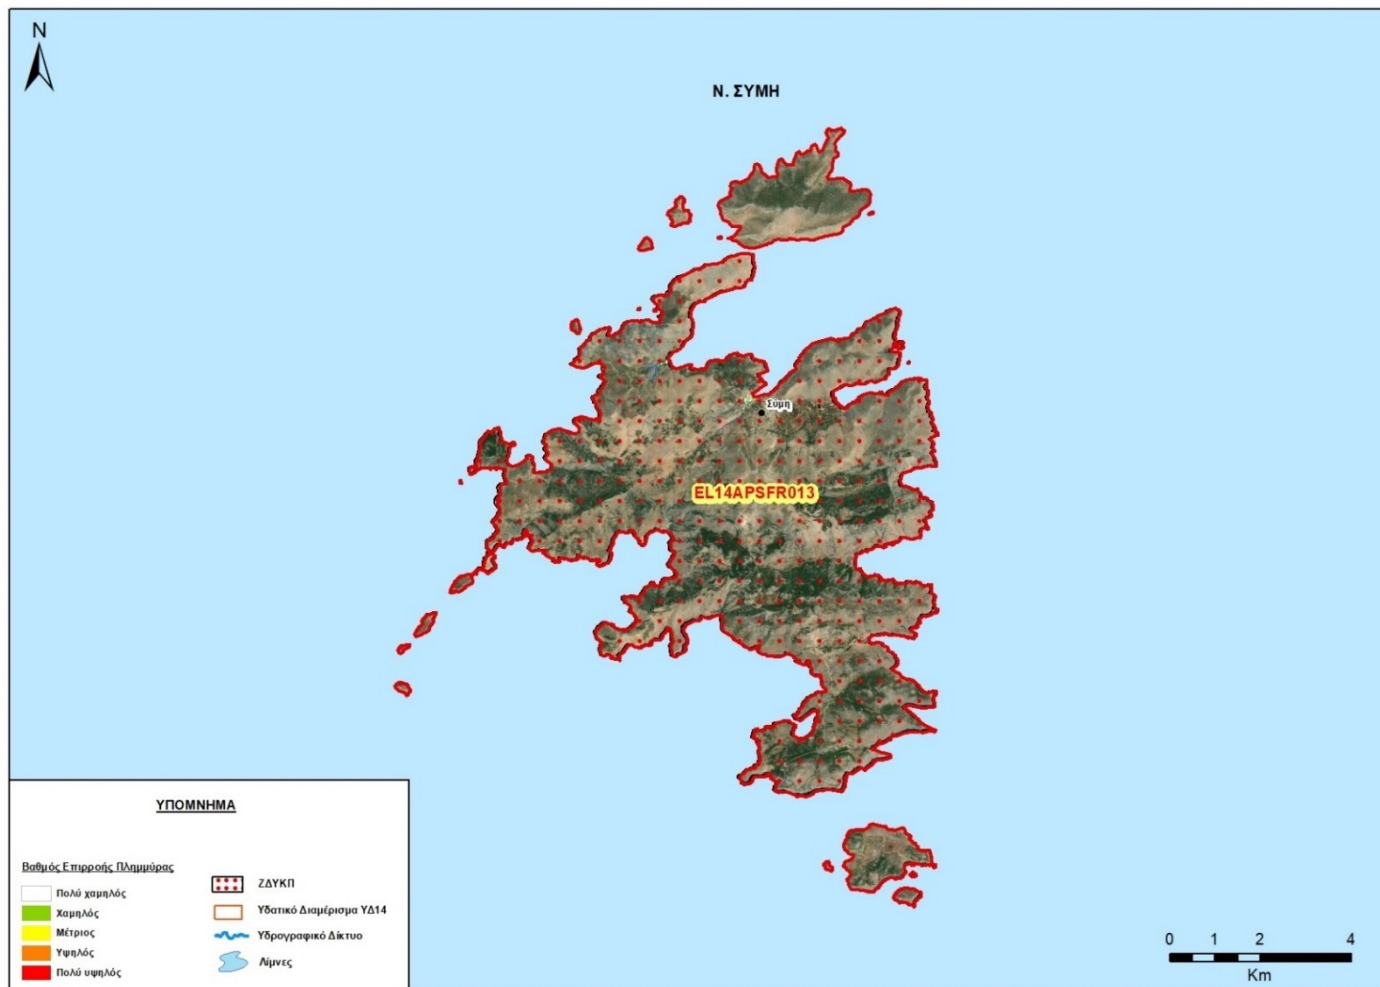 N
Ν. ΣΥΜΗ
Σύμη
EL14APSFR013
ΥΠΟΜΝΗΜΑ
Βαθμός Επιρροής Πλημμύρας
Πολύ χαμηλός
Χαμηλός
Μέτριος
Υψηλός
Πολύ υψηλός
ΖΔΥΚΠ
Υδατικό Διαμέρισμα ΥΔ14
Υδρογραφικό Δίκτυο
Λίμνες
0 1 2 4
Km